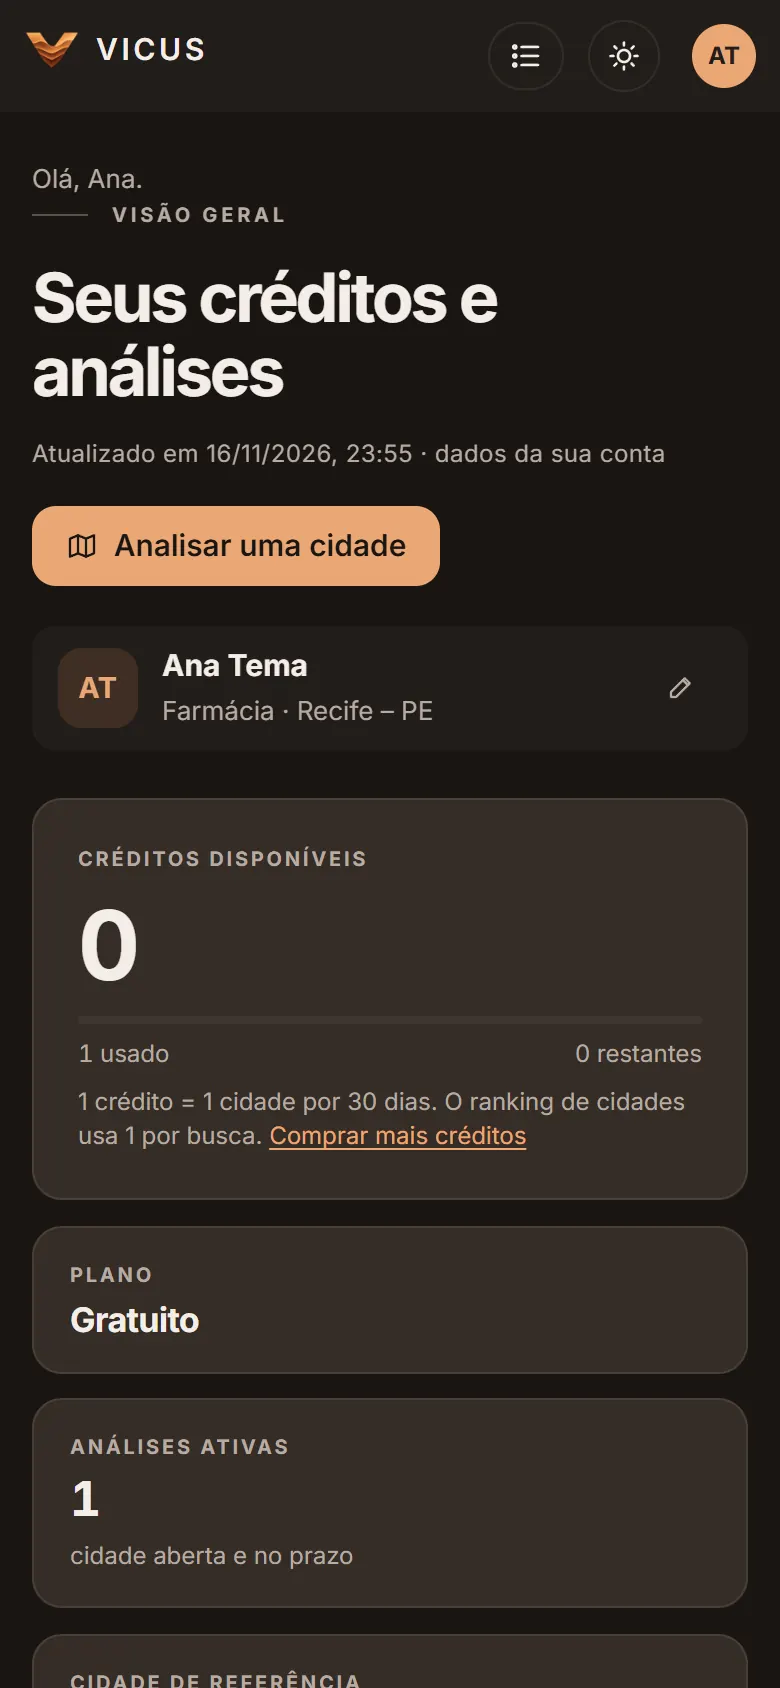 VICUS
AT
Olá, Ana.
VISÃO GERAL
Seus créditos e
análises
Atualizado em 16/11/2026, 23:55 · dados da sua conta
Analisar uma cidade
AT
Ana Tema
Farmácia · Recife – PE
CRÉDITOS DISPONÍVEIS
0
1 usado
0 restantes
1 crédito = 1 cidade por 30 dias. O ranking de cidades
usa 1 por busca. Comprar mais créditos
PLANO
Gratuito
ANÁLISES ATIVAS
1
cidade aberta e no prazo
CIDADE DE REFERÊNCIA